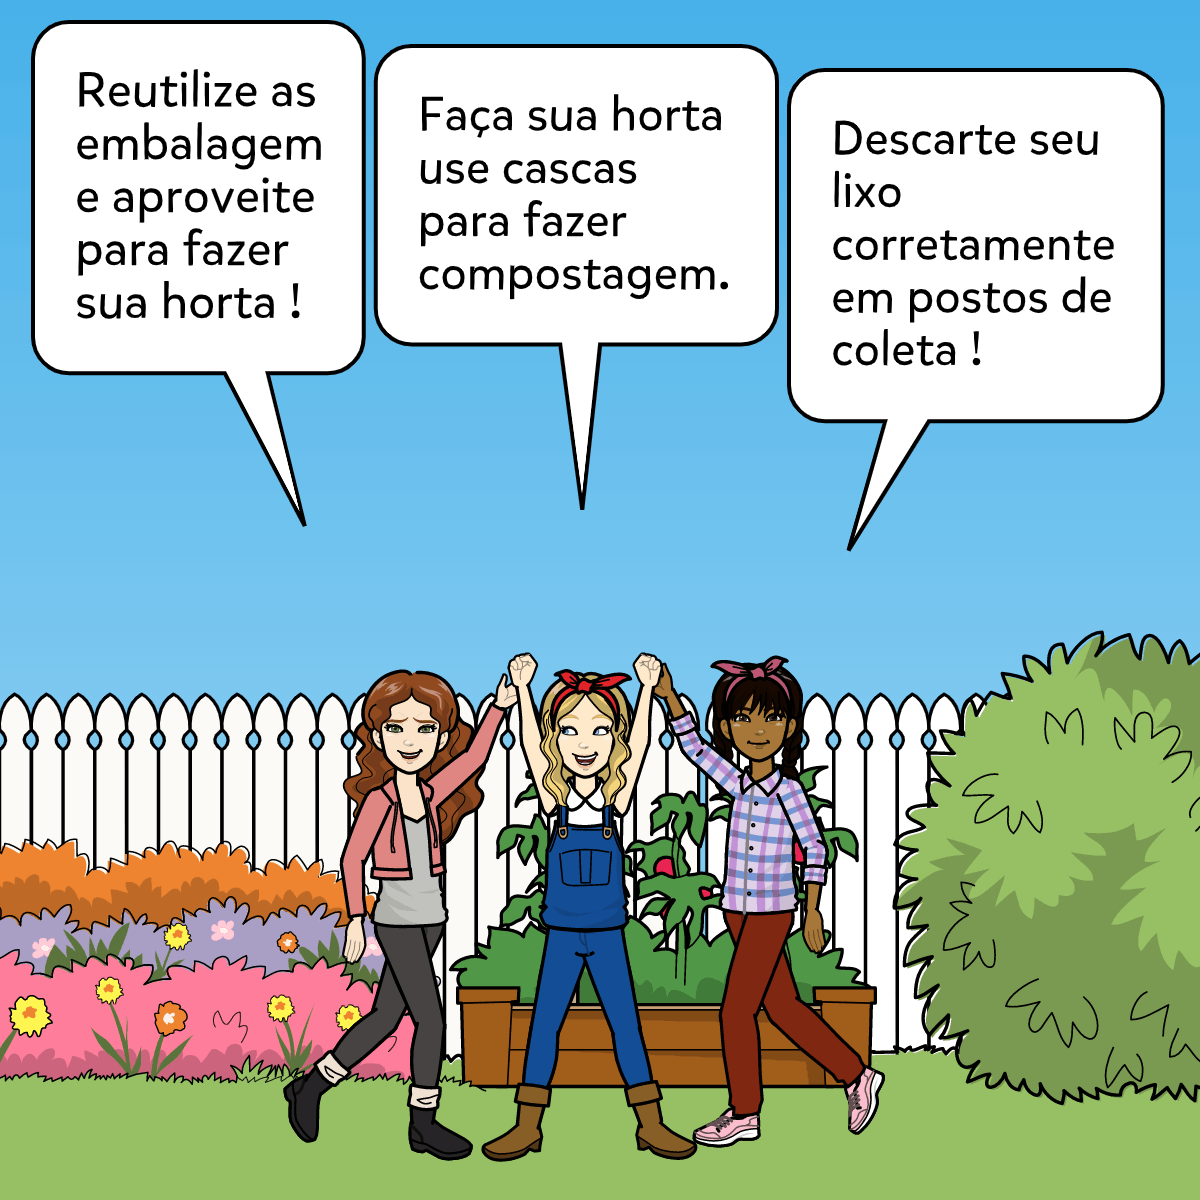 Reutilize as
embalagem
e aproveite
para fazer
sua horta !
Faça sua horta
use cascas
para fazer
compostagem.
Descarte seu
lixo
corretamente
em postos de
coleta !